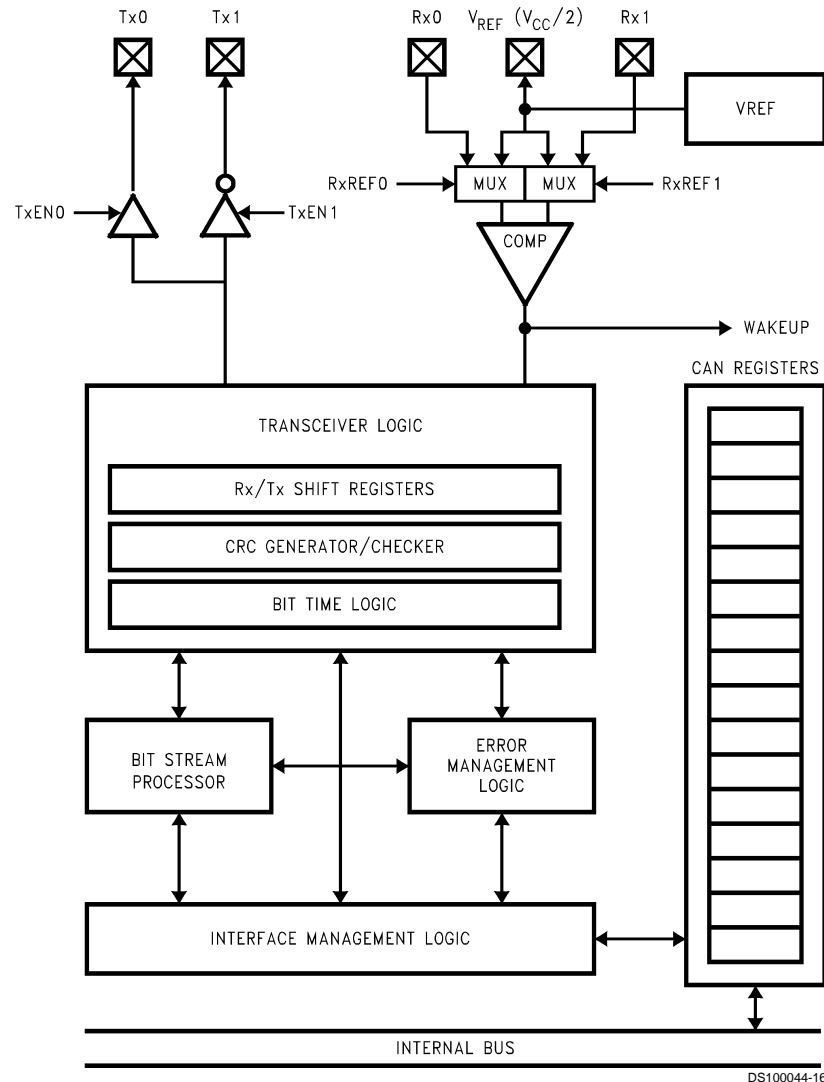 Tx0 Tx1 Rx0 VREF (VCC/2) Rx1
VREF
RxREF0 MUX MUX RxREF1
TxEN0 TxEN1
COMP
WAKEUP
CAN REGISTERS
TRANSCEIVER LOGIC
Rx/Tx SHIFT REGISTERS
CRC GENERATOR/CHECKER
BIT TIME LOGIC
BIT STREAM
PROCESSOR
ERROR
MANAGEMENT
LOGIC
INTERFACE MANAGEMENT LOGIC
INTERNAL BUS
DS100044-16